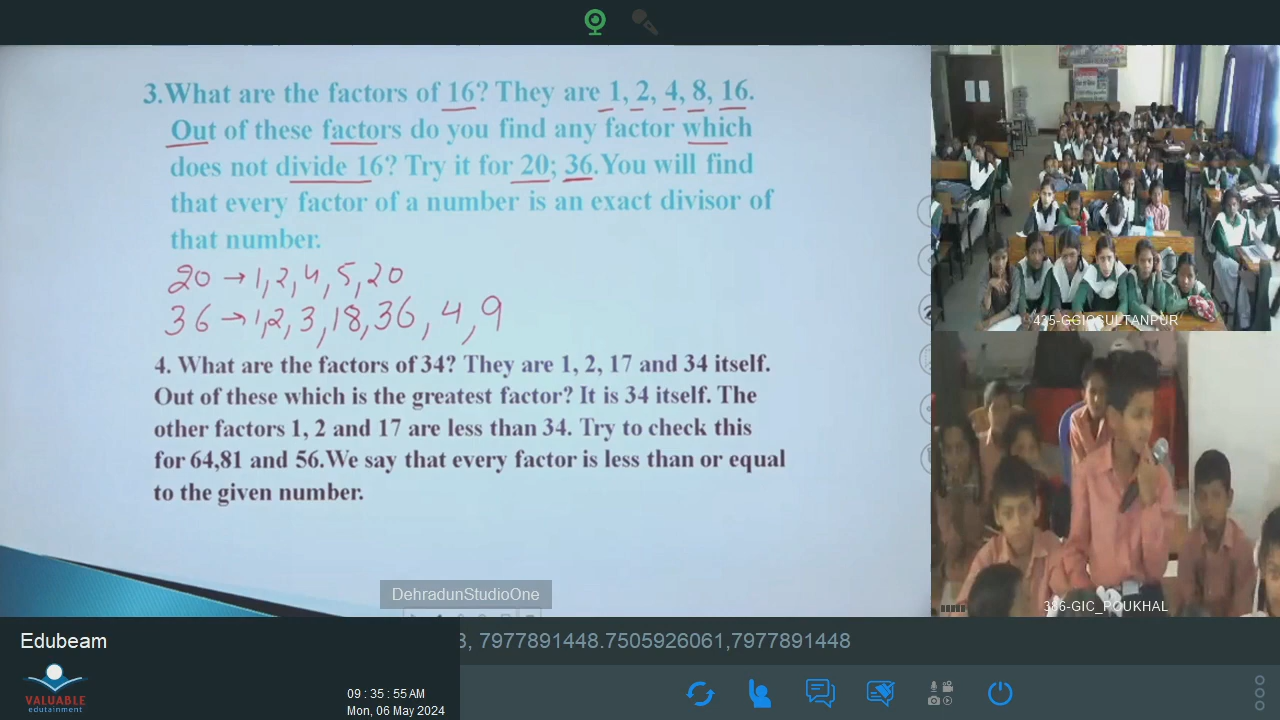 3.What are the factors of 16? They are 1, 2, 4, 8, 16.
Out of these factors do you find any factor which
does not divide 16? Try it for 20; 36.You will find
that every factor of a number is an exact divisor of
that number.
20 → 1, 2, 4, 5, 20
36 → 1, 2, 3, 18, 36, 4, 9
4. What are the factors of 34? They are 1, 2, 17 and 34 itself.
Out of these which is the greatest factor? It is 34 itself. The
other factors 1, 2 and 17 are less than 34. Try to check this
for 64,81 and 56.We say that every factor is less than or equal
to the given number.
DehradunStudioOne
435-GGICSULTANPUR
386-GIC_POUKHAL
Edubeam
3, 7977891448.7505926061,7977891448
VALUABLE
edutainment
09 : 35 : 55 AM
Mon, 06 May 2024